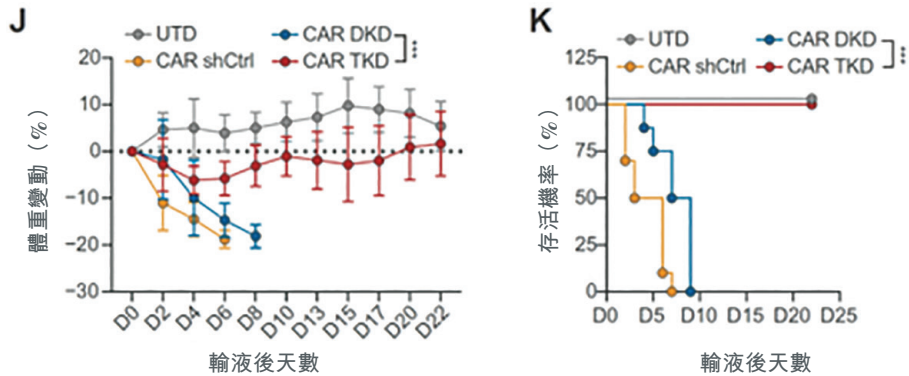 J
UTD
CAR DKD
CAR shCtrl
CAR TKD
***
20
10
0
−10
−20
−30
體重變動（%）
D0 D2 D4 D6 D8 D10 D13 D15 D17 D20 D22
輸液後天數
K
UTD
CAR DKD
CAR shCtrl
CAR TKD
***
125
100
75
50
25
0
存活機率（%）
D0 D5 D10 D15 D20 D25
輸液後天數